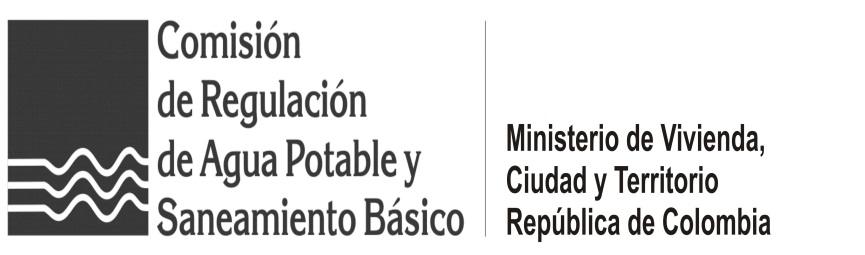 Comisión
de Regulación
de Agua Potable y
Saneamiento Básico
Ministerio de Vivienda,
Ciudad y Territorio
República de Colombia